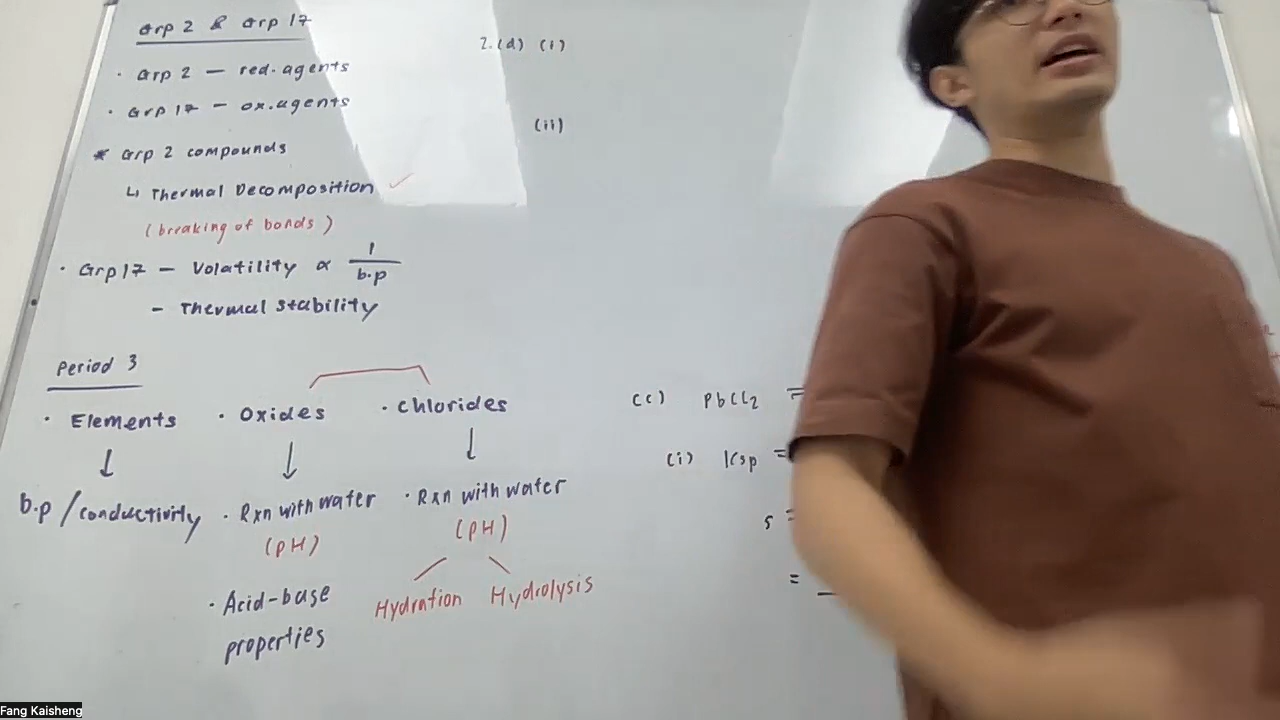 Grp 2 & Grp 17
· Grp 2 — red. agents
· Grp 17 — ox. agents
* Grp 2 compounds
↳ Thermal Decomposition ✓
(breaking of bonds)
· Grp 17 — Volatility ∝ 1/b.p
— Thermal stability
Period 3
· Elements · Oxides · Chlorides
↓ ↓ ↓
b.p / conductivity · Rxn with water · Rxn with water
(pH) (pH)
· Acid-base Hydration Hydrolysis
properties
2.(d) (i)
(ii)
(c) PbCl2 =
(i) Ksp =
s =
=
Fang Kaisheng